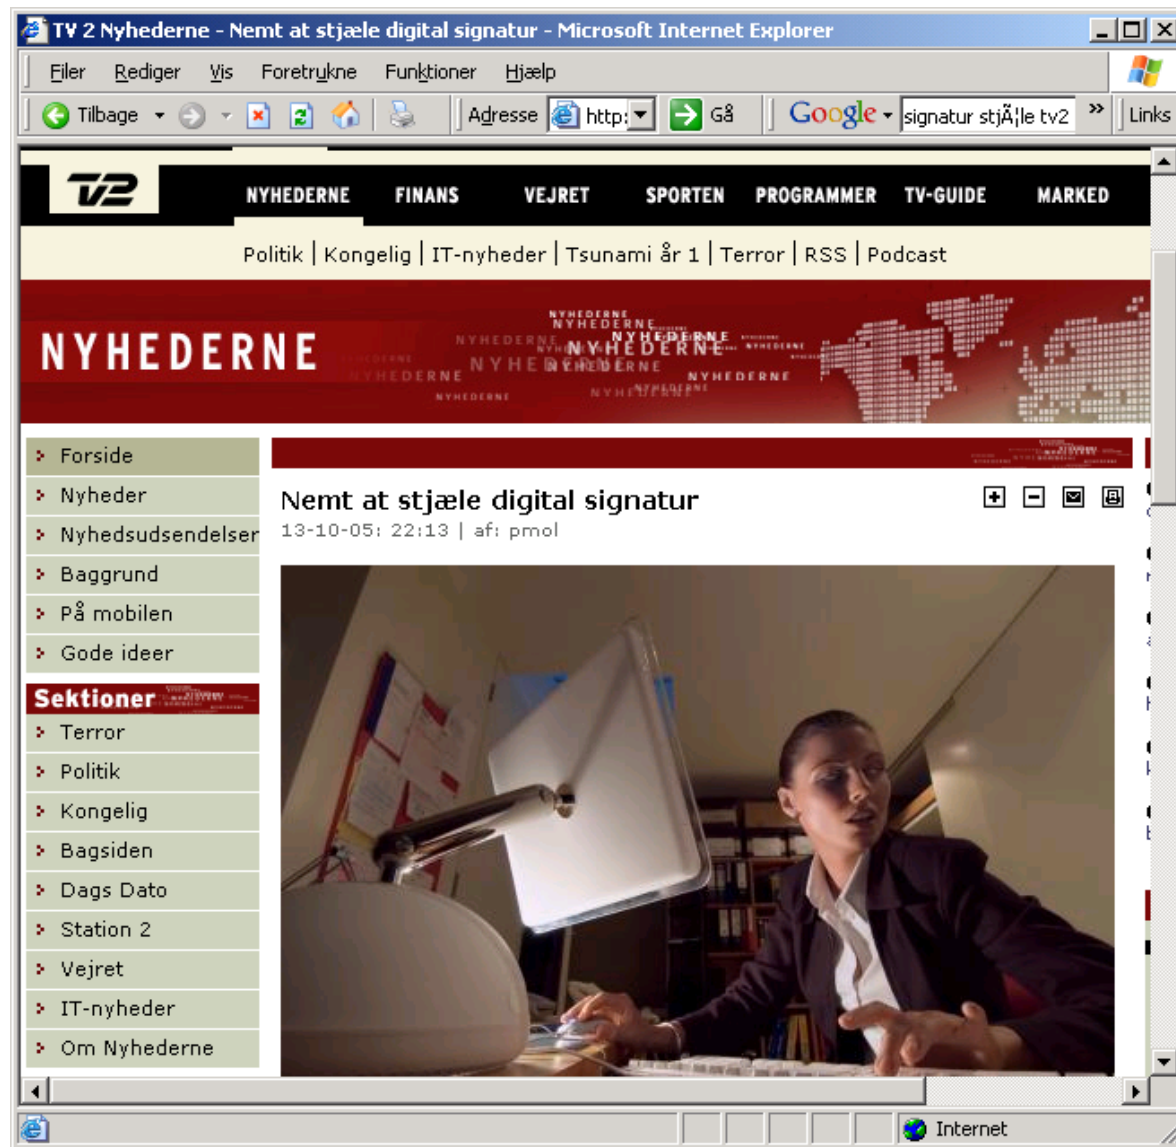 TV 2 Nyhederne - Nemt at stjæle digital signatur - Microsoft Internet Explorer
Filer Rediger Vis Foretrukne Funktioner Hjælp
Tilbage Adresse http: Gå Google signatur stjÃ¦le tv2 » Links
TV2 NYHEDERNE FINANS VEJRET SPORTEN PROGRAMMER TV-GUIDE MARKED
Politik | Kongelig | IT-nyheder | Tsunami år 1 | Terror | RSS | Podcast
NYHEDERNE
Forside
Nyheder
Nyhedsudsendelser
Baggrund
På mobilen
Gode ideer
Sektioner
Terror
Politik
Kongelig
Bagsiden
Dags Dato
Station 2
Vejret
IT-nyheder
Om Nyhederne
Nemt at stjæle digital signatur
13-10-05: 22:13 | af: pmol
Internet